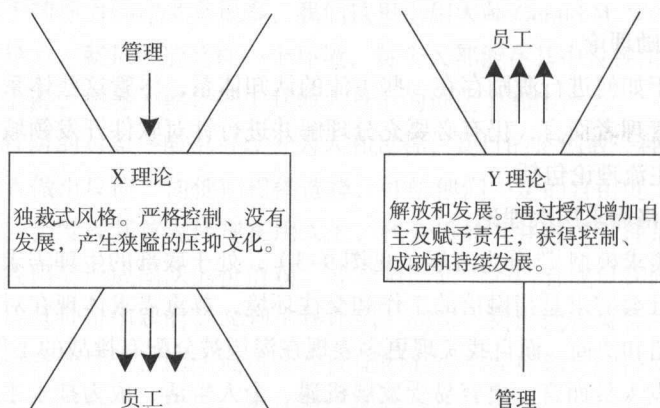 管理
X 理论
独裁式风格。严格控制、没有
发展，产生狭隘的压抑文化。
员工
员工
Y 理论
解放和发展。通过授权增加自
主及赋予责任，获得控制、
成就和持续发展。
管理